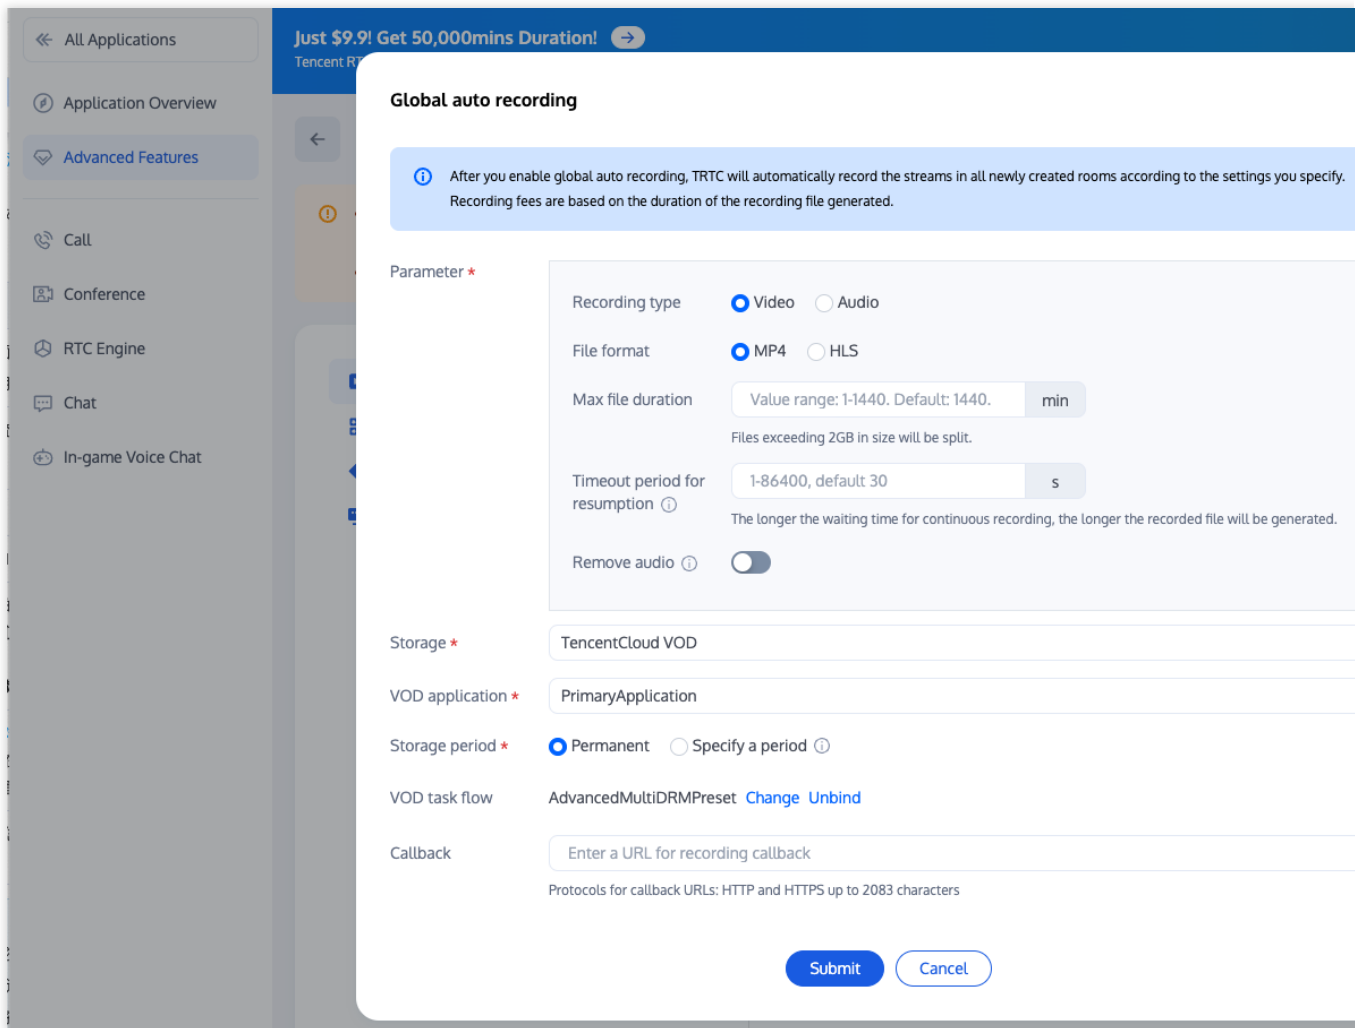 All Applications
Application Overview
Advanced Features
Call
Conference
RTC Engine
Chat
In-game Voice Chat
Just $9.9! Get 50,000mins Duration!
Tencent RT
Global auto recording
After you enable global auto recording, TRTC will automatically record the streams in all newly created rooms according to the settings you specify.
Recording fees are based on the duration of the recording file generated.
Parameter *
Recording type Video Audio
File format MP4 HLS
Max file duration Value range: 1-1440. Default: 1440. min
Files exceeding 2GB in size will be split.
Timeout period for
resumption
1-86400, default 30 s
The longer the waiting time for continuous recording, the longer the recorded file will be generated.
Remove audio
Storage * TencentCloud VOD
VOD application * PrimaryApplication
Storage period * Permanent Specify a period
VOD task flow AdvancedMultiDRMPreset Change Unbind
Callback Enter a URL for recording callback
Protocols for callback URLs: HTTP and HTTPS up to 2083 characters
Submit Cancel